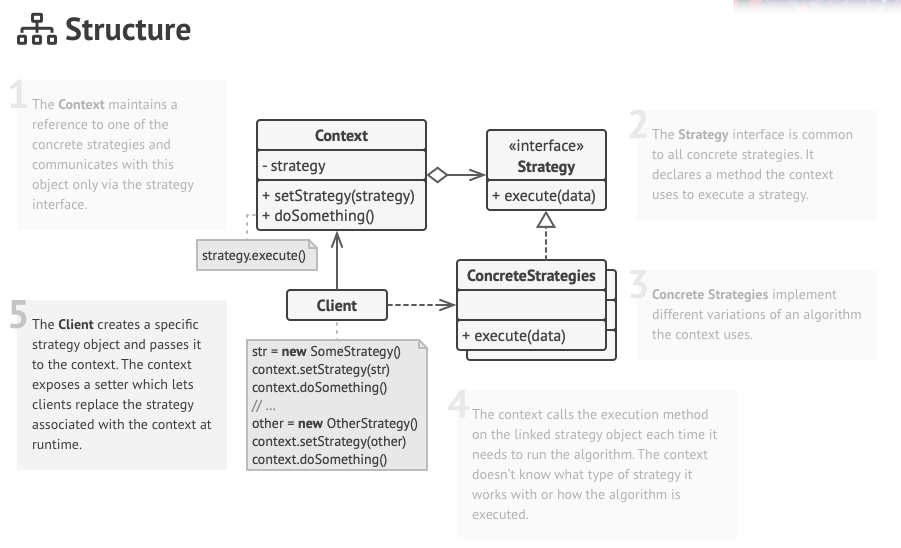 Structure
1
The Context maintains a
reference to one of the
concrete strategies and
communicates with this
object only via the strategy
interface.
Context
- strategy
+ setStrategy(strategy)
+ doSomething()
«interface»
Strategy
+ execute(data)
2
The Strategy interface is common
to all concrete strategies. It
declares a method the context
uses to execute a strategy.
strategy.execute()
Client
ConcreteStrategies
+ execute(data)
3
Concrete Strategies implement
different variations of an algorithm
the context uses.
5
The Client creates a specific
strategy object and passes it
to the context. The context
exposes a setter which lets
clients replace the strategy
associated with the context at
runtime.
str = new SomeStrategy()
context.setStrategy(str)
context.doSomething()
// ...
other = new OtherStrategy()
context.setStrategy(other)
context.doSomething()
4
The context calls the execution method
on the linked strategy object each time it
needs to run the algorithm. The context
doesn't know what type of strategy it
works with or how the algorithm is
executed.